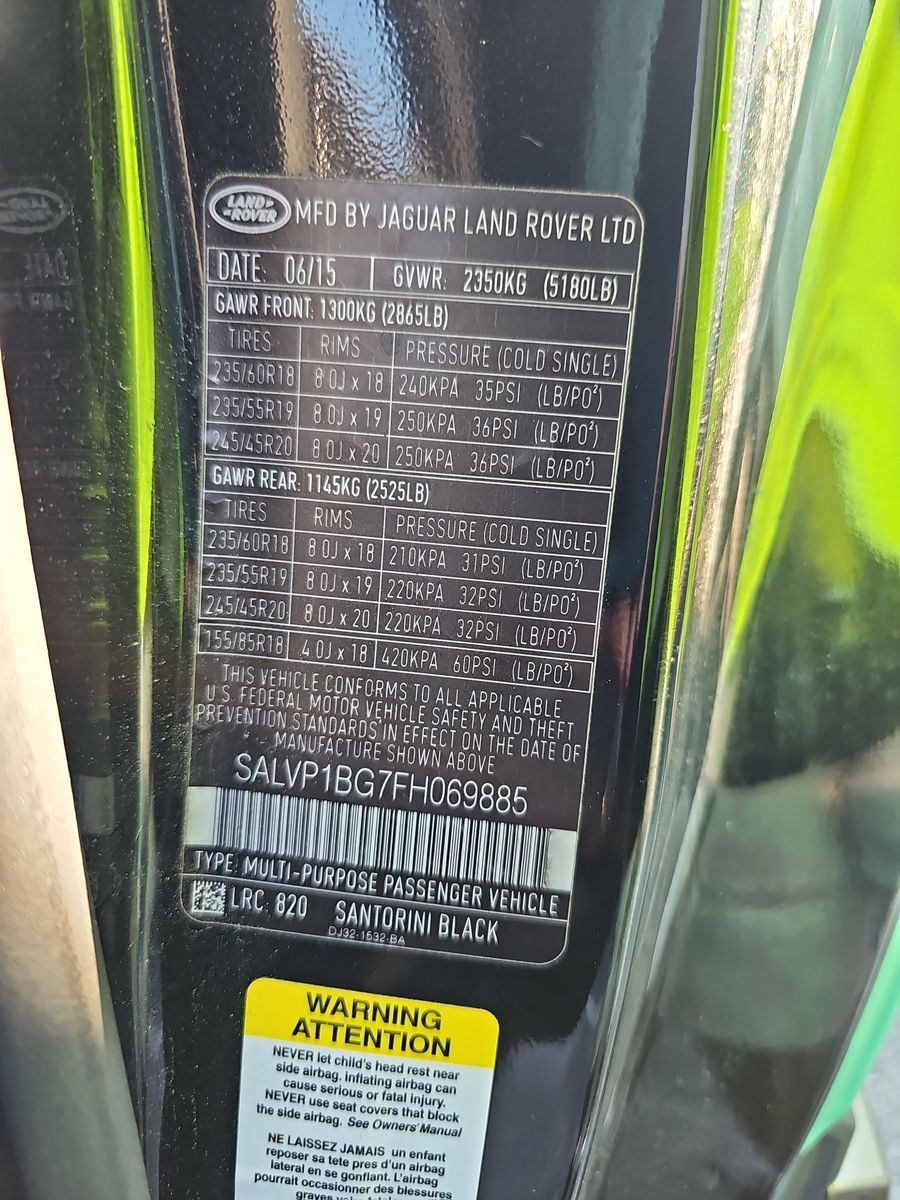 LAND ROVER MFD BY JAGUAR LAND ROVER LTD
DATE: 06/15 GVWR: 2350KG (5180LB)
GAWR FRONT: 1300KG (2865LB)
TIRES RIMS PRESSURE (COLD SINGLE)
235/60R18 8.0J x 18 240KPA 35PSI (LB/PO²)
235/55R19 8.0J x 19 250KPA 36PSI (LB/PO²)
245/45R20 8.0J x 20 250KPA 36PSI (LB/PO²)
GAWR REAR: 1145KG (2525LB)
TIRES RIMS PRESSURE (COLD SINGLE)
235/60R18 8.0J x 18 210KPA 31PSI (LB/PO²)
235/55R19 8.0J x 19 220KPA 32PSI (LB/PO²)
245/45R20 8.0J x 20 220KPA 32PSI (LB/PO²)
155/85R18 4.0J x 18 420KPA 60PSI (LB/PO²)
THIS VEHICLE CONFORMS TO ALL APPLICABLE
U.S. FEDERAL MOTOR VEHICLE SAFETY AND THEFT
PREVENTION STANDARDS IN EFFECT ON THE DATE OF
MANUFACTURE SHOWN ABOVE
SALVP1BG7FH069885
TYPE: MULTI-PURPOSE PASSENGER VEHICLE
LRC 820 SANTORINI BLACK
DJ32-1532-BA
WARNING
ATTENTION
NEVER let child's head rest near
side airbag. inflating airbag can
cause serious or fatal injury.
NEVER use seat covers that block
the side airbag. See Owners' Manual
NE LAISSEZ JAMAIS un enfant
reposer sa tete pres d'un airbag
lateral en se gonflant. L'airbag
pourrait occasionner des blessures
graves